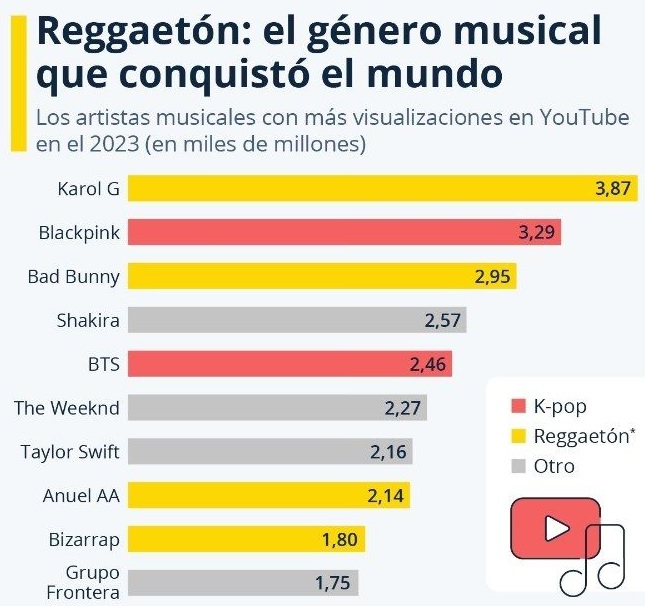 Reggaetón: el género musical
que conquistó el mundo
Los artistas musicales con más visualizaciones en YouTube
en el 2023 (en miles de millones)
Karol G 3,87
Blackpink 3,29
Bad Bunny 2,95
Shakira 2,57
BTS 2,46
The Weeknd 2,27
Taylor Swift 2,16
Anuel AA 2,14
Bizarrap 1,80
Grupo
Frontera 1,75
K-pop
Reggaetón*
Otro